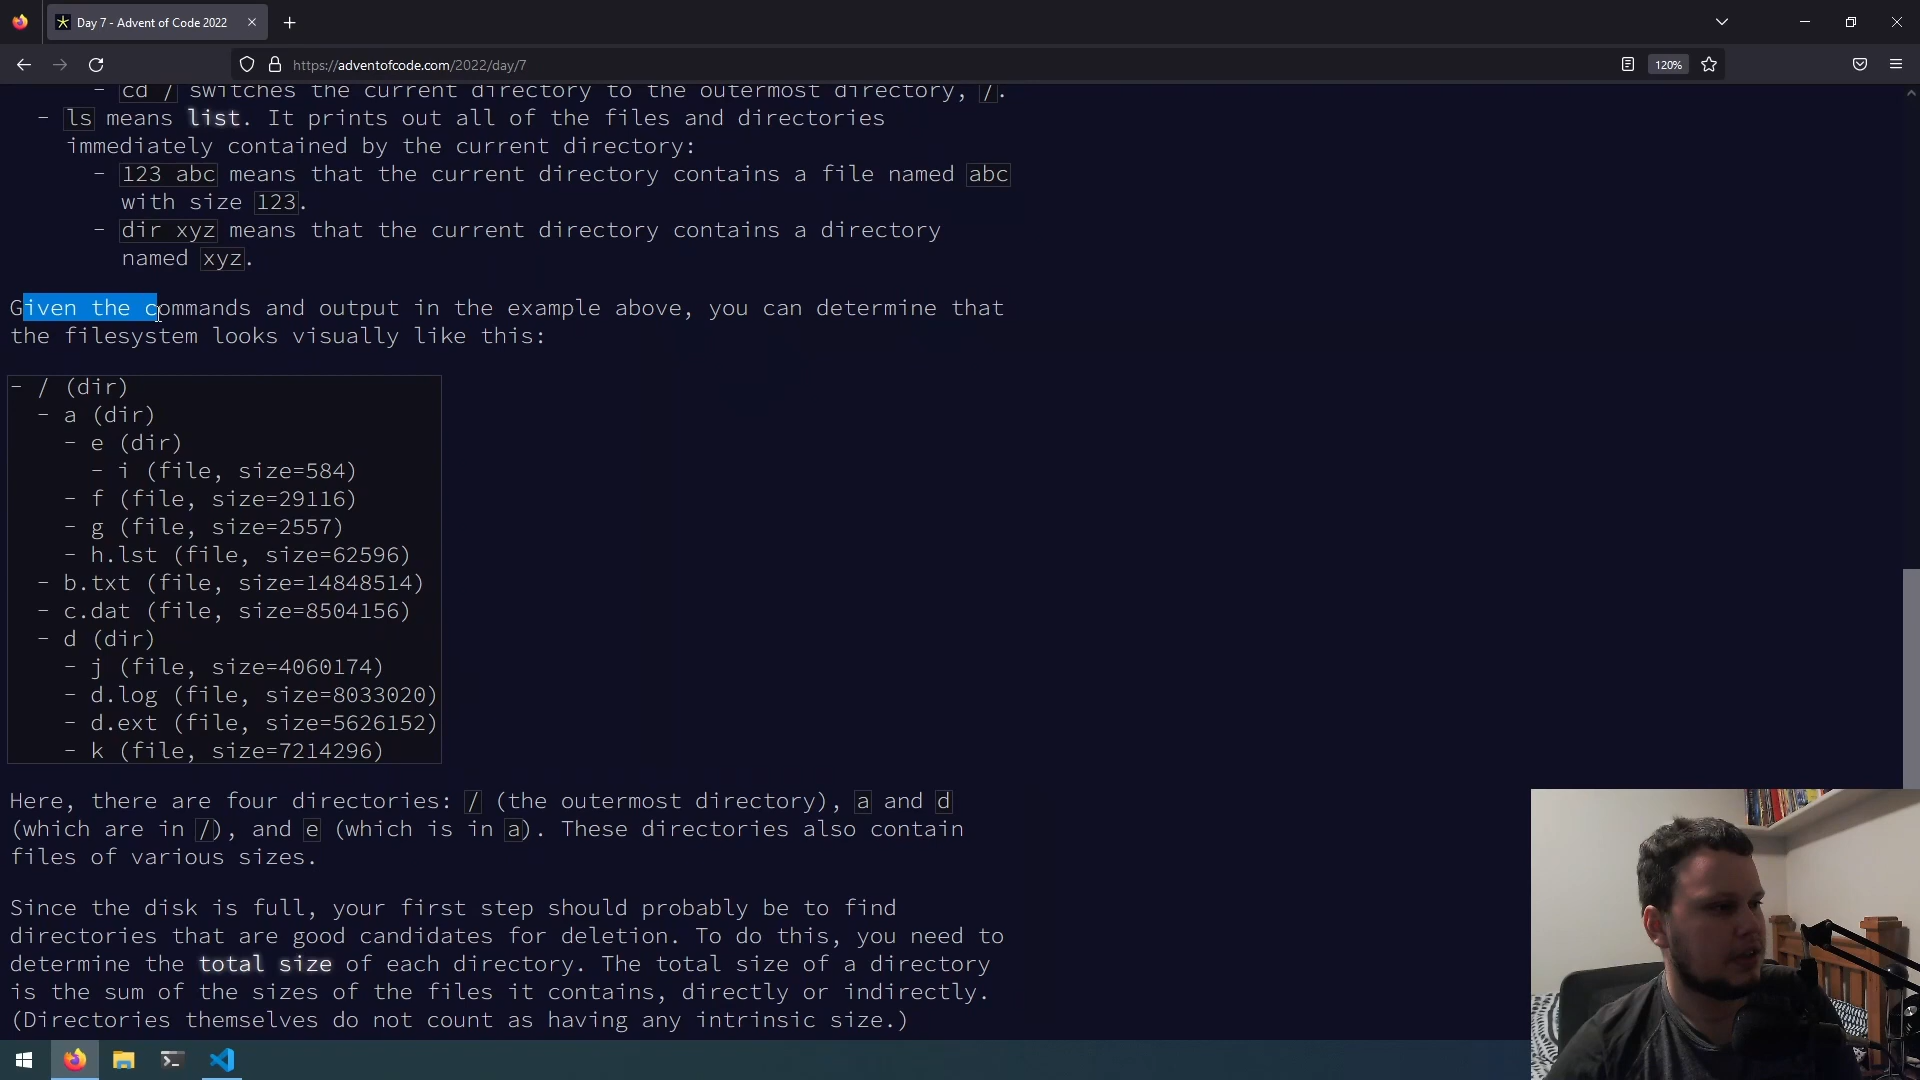 Day 7 - Advent of Code 2022
https://adventofcode.com/2022/day/7
120%
- cd / switches the current directory to the outermost directory, /.
- ls means list. It prints out all of the files and directories
immediately contained by the current directory:
- 123 abc means that the current directory contains a file named abc
with size 123.
- dir xyz means that the current directory contains a directory
named xyz.
Given the commands and output in the example above, you can determine that
the filesystem looks visually like this:
- / (dir)
- a (dir)
- e (dir)
- i (file, size=584)
- f (file, size=29116)
- g (file, size=2557)
- h.lst (file, size=62596)
- b.txt (file, size=14848514)
- c.dat (file, size=8504156)
- d (dir)
- j (file, size=4060174)
- d.log (file, size=8033020)
- d.ext (file, size=5626152)
- k (file, size=7214296)
Here, there are four directories: / (the outermost directory), a and d
(which are in /), and e (which is in a). These directories also contain
files of various sizes.
Since the disk is full, your first step should probably be to find
directories that are good candidates for deletion. To do this, you need to
determine the total size of each directory. The total size of a directory
is the sum of the sizes of the files it contains, directly or indirectly.
(Directories themselves do not count as having any intrinsic size.)